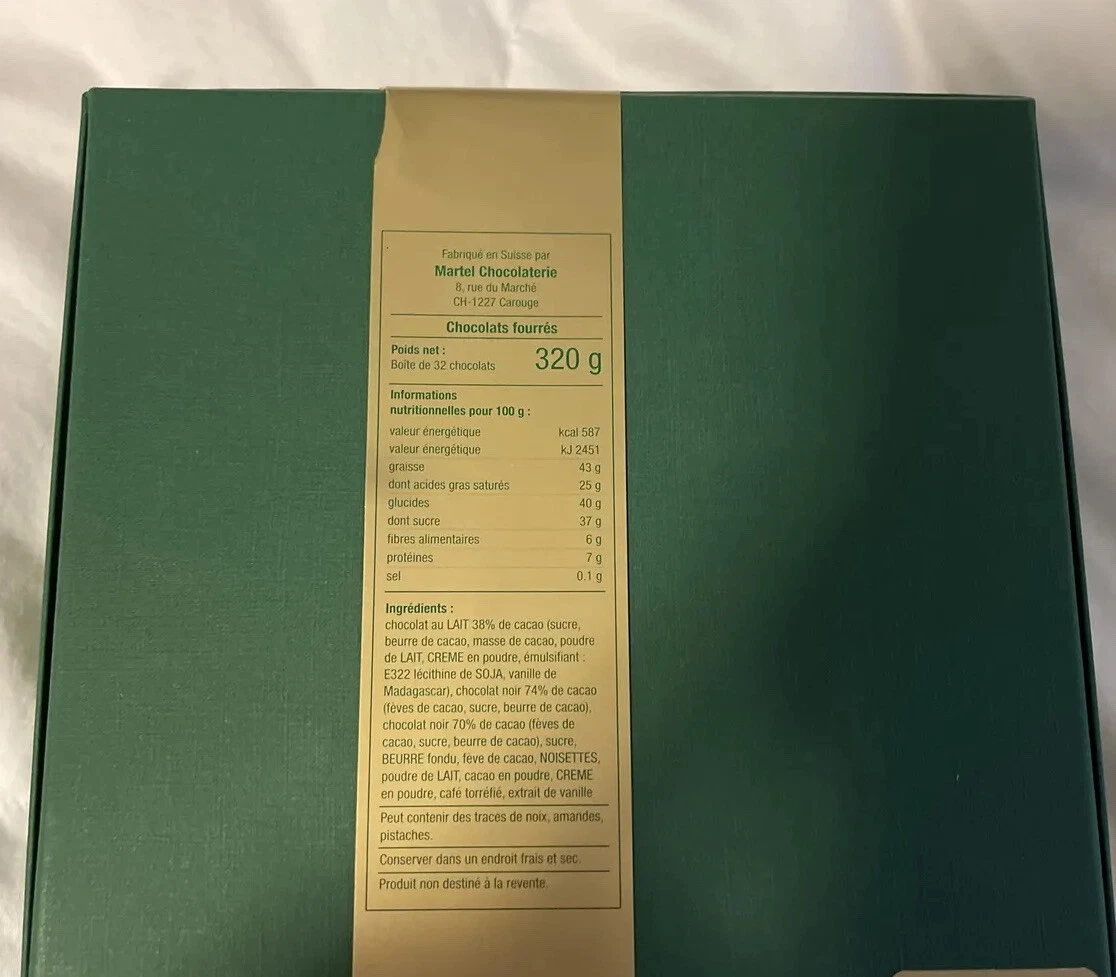 Fabriqué en Suisse par
Martel Chocolaterie
8, rue du Marché
CH-1227 Carouge
Chocolats fourrés
Poids net :
Boîte de 32 chocolats
320 g
Informations
nutritionnelles pour 100 g :
valeur énergétique kcal 587
valeur énergétique kJ 2451
graisse 43 g
dont acides gras saturés 25 g
glucides 40 g
dont sucre 37 g
fibres alimentaires 6 g
protéines 7 g
sel 0.1 g
Ingrédients :
chocolat au LAIT 38% de cacao (sucre,
beurre de cacao, masse de cacao, poudre
de LAIT, CREME en poudre, émulsifiant :
E322 lécithine de SOJA, vanille de
Madagascar), chocolat noir 74% de cacao
(fèves de cacao, sucre, beurre de cacao),
chocolat noir 70% de cacao (fèves de
cacao, sucre, beurre de cacao), sucre,
BEURRE fondu, fève de cacao, NOISETTES,
poudre de LAIT, cacao en poudre, CREME
en poudre, café torréfié, extrait de vanille
Peut contenir des traces de noix, amandes,
pistaches.
Conserver dans un endroit frais et sec.
Produit non destiné à la revente.